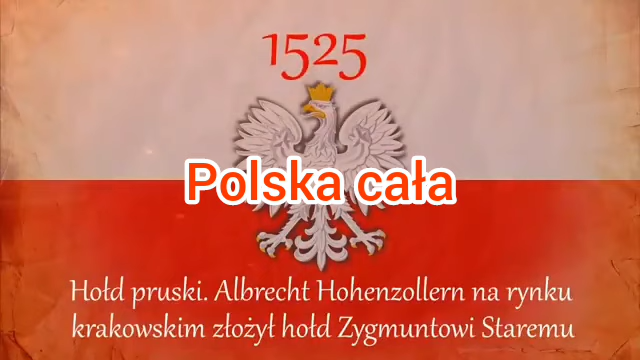 1525
Polska cała
Hołd pruski. Albrecht Hohenzollern na rynku
krakowskim złożył hołd Zygmuntowi Staremu